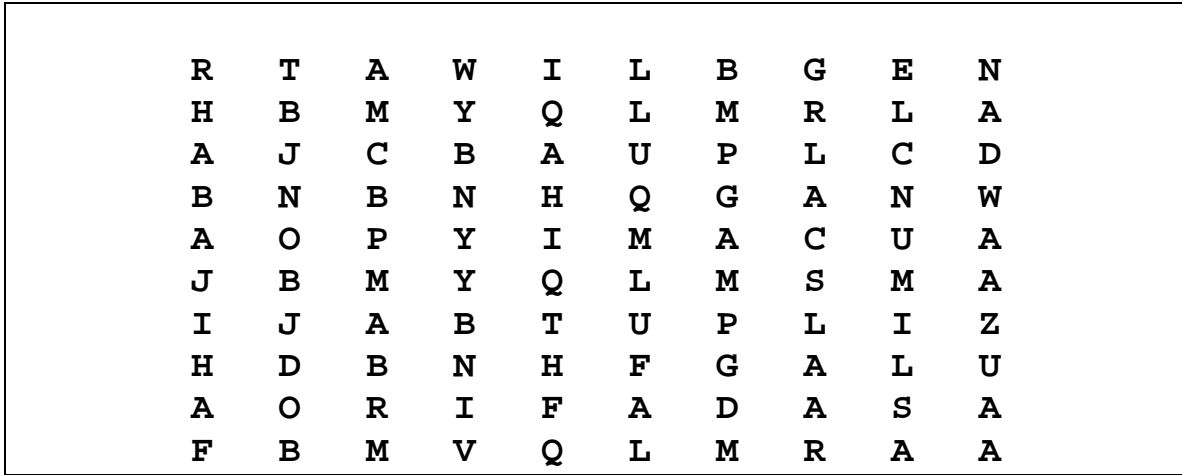 R T A W I L B G E N
H B M Y Q L M R L A
A J C B A U P L C D
B N B N H Q G A N W
A O P Y I M A C U A
J B M Y Q L M S M A
I J A B T U P L I Z
H D B N H F G A L U
A O R I F A D A S A
F B M V Q L M R A A